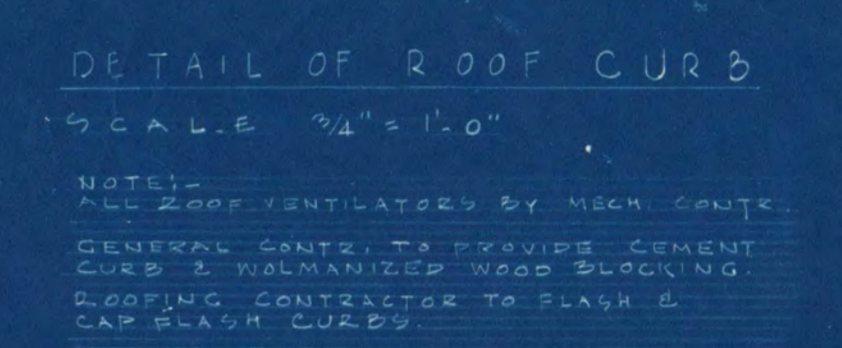 DETAIL OF ROOF CURB
SCALE 3/4" = 1'-0"
NOTE:-
ALL ROOF VENTILATORS BY MECH. CONTR.
GENERAL CONTR. TO PROVIDE CEMENT
CURB & WOLMANIZED WOOD BLOCKING.
ROOFING CONTRACTOR TO FLASH &
CAP FLASH CURBS.